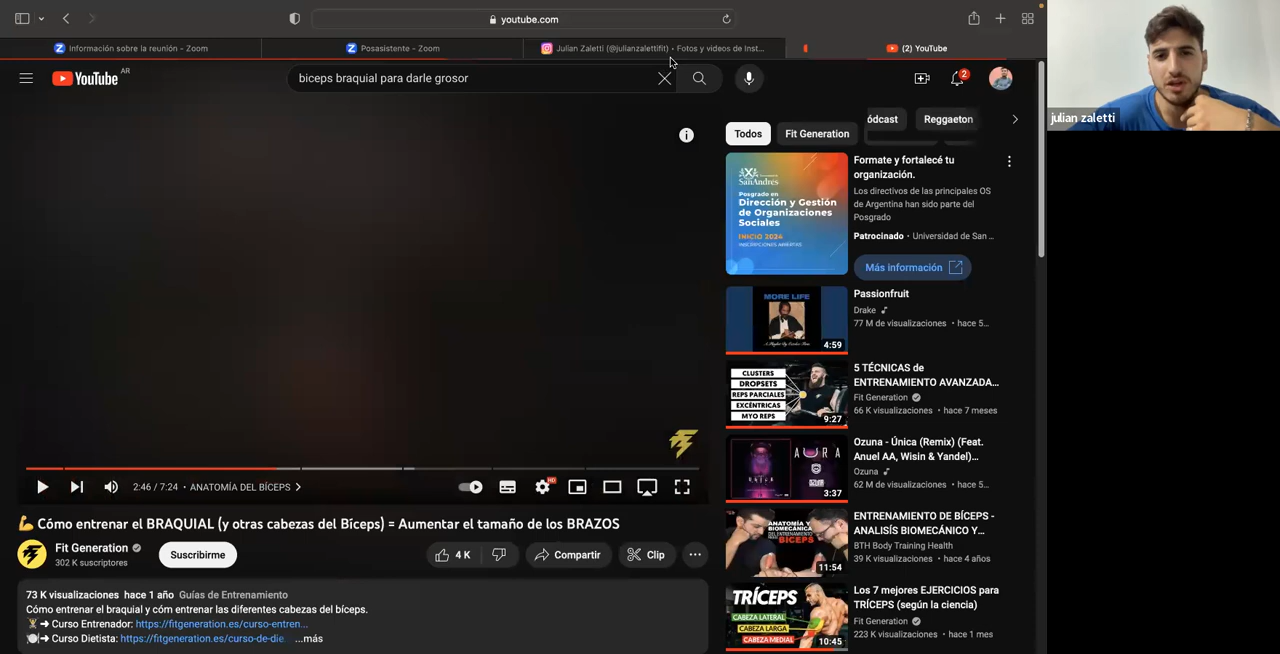 youtube.com
Información sobre la reunión - Zoom
Posasistente - Zoom
Julian Zaletti (@julianzalettifit) • Fotos y videos de Inst...
(2) YouTube
YouTube AR
biceps braquial para darle grosor
2
julian zaletti
Todos
Fit Generation
ódcast
Reggaeton
SanAndrés
Posgrado en
Dirección y Gestión
de Organizaciones
Sociales
INICIO 2024
INSCRIPCIONES ABIERTAS
Formate y fortalecé tu
organización.
Los directivos de las principales OS
de Argentina han sido parte del
Posgrado
Patrocinado • Universidad de San ...
Más información
MORE LIFE
4:59
Passionfruit
Drake
77 M de visualizaciones • hace 5...
CLUSTERS
DROPSETS
REPS PARCIALES
EXCÉNTRICAS
MYO REPS
9:27
5 TÉCNICAS de
ENTRENAMIENTO AVANZADA...
Fit Generation
66 K visualizaciones • hace 7 meses
AURA
3:37
Ozuna - Única (Remix) (Feat.
Anuel AA, Wisin & Yandel)...
Ozuna
62 M de visualizaciones • hace 5...
ANATOMÍA Y
BIOMECÁNICA
DEL ENTRENAMIENTO
PARA
BICEPS
11:54
ENTRENAMIENTO DE BÍCEPS -
ANALISÍS BIOMECÁNICO Y...
BTH Body Training Health
39 K visualizaciones • hace 4 años
TRÍCEPS
CABEZA LATERAL
CABEZA LARGA
CABEZA MEDIAL
10:45
Los 7 mejores EJERCICIOS para
TRÍCEPS (según la ciencia)
Fit Generation
223 K visualizaciones • hace 1 mes
2:46 / 7:24 • ANATOMÍA DEL BÍCEPS
HD
💪 Cómo entrenar el BRAQUIAL (y otras cabezas del Bíceps) = Aumentar el tamaño de los BRAZOS
Fit Generation
302 K suscriptores
Suscribirme
4 K
Compartir
Clip
73 K visualizaciones hace 1 año Guías de Entrenamiento
Cómo entrenar el braquial y cóm entrenar las diferentes cabezas del bíceps.
➜ Curso Entrenador: https://fitgeneration.es/curso-entren...
➜ Curso Dietista: https://fitgeneration.es/curso-de-die ...más